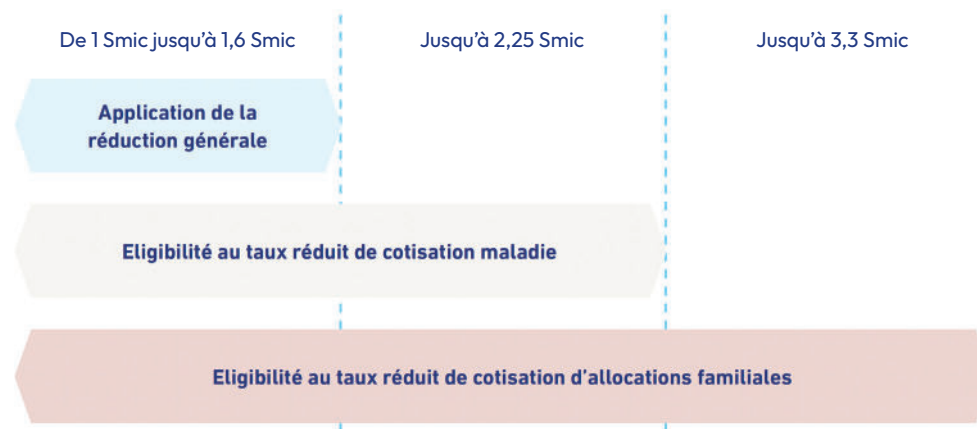 De 1 Smic jusqu'à 1,6 Smic
Jusqu'à 2,25 Smic
Jusqu'à 3,3 Smic
Application de la
réduction générale
Eligibilité au taux réduit de cotisation maladie
Eligibilité au taux réduit de cotisation d'allocations familiales